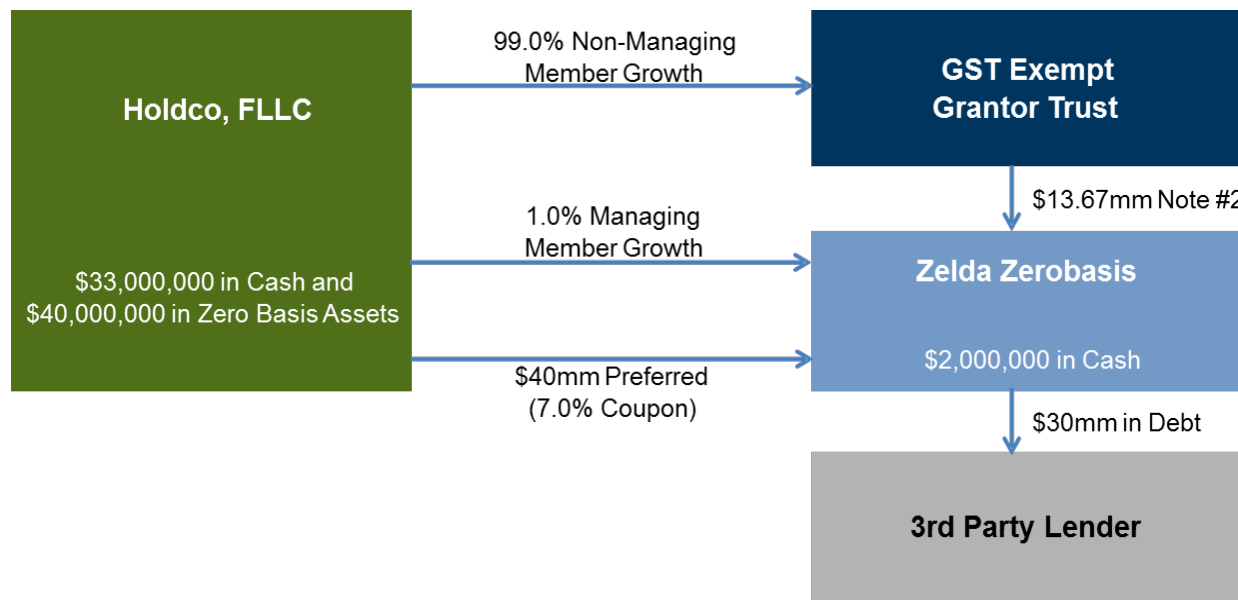 Holdco, FLLC
$33,000,000 in Cash and
$40,000,000 in Zero Basis Assets
99.0% Non-Managing
Member Growth
1.0% Managing
Member Growth
$40mm Preferred
(7.0% Coupon)
GST Exempt
Grantor Trust
$13.67mm Note #2
Zelda Zerobasis
$2,000,000 in Cash
$30mm in Debt
3rd Party Lender